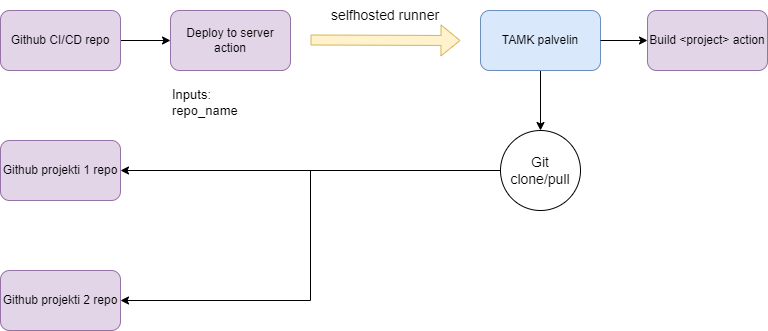 selfhosted runner
Github CI/CD repo
Deploy to server
action
TAMK palvelin
Build <project> action
Inputs:
repo_name
Git
clone/pull
Github projekti 1 repo
Github projekti 2 repo